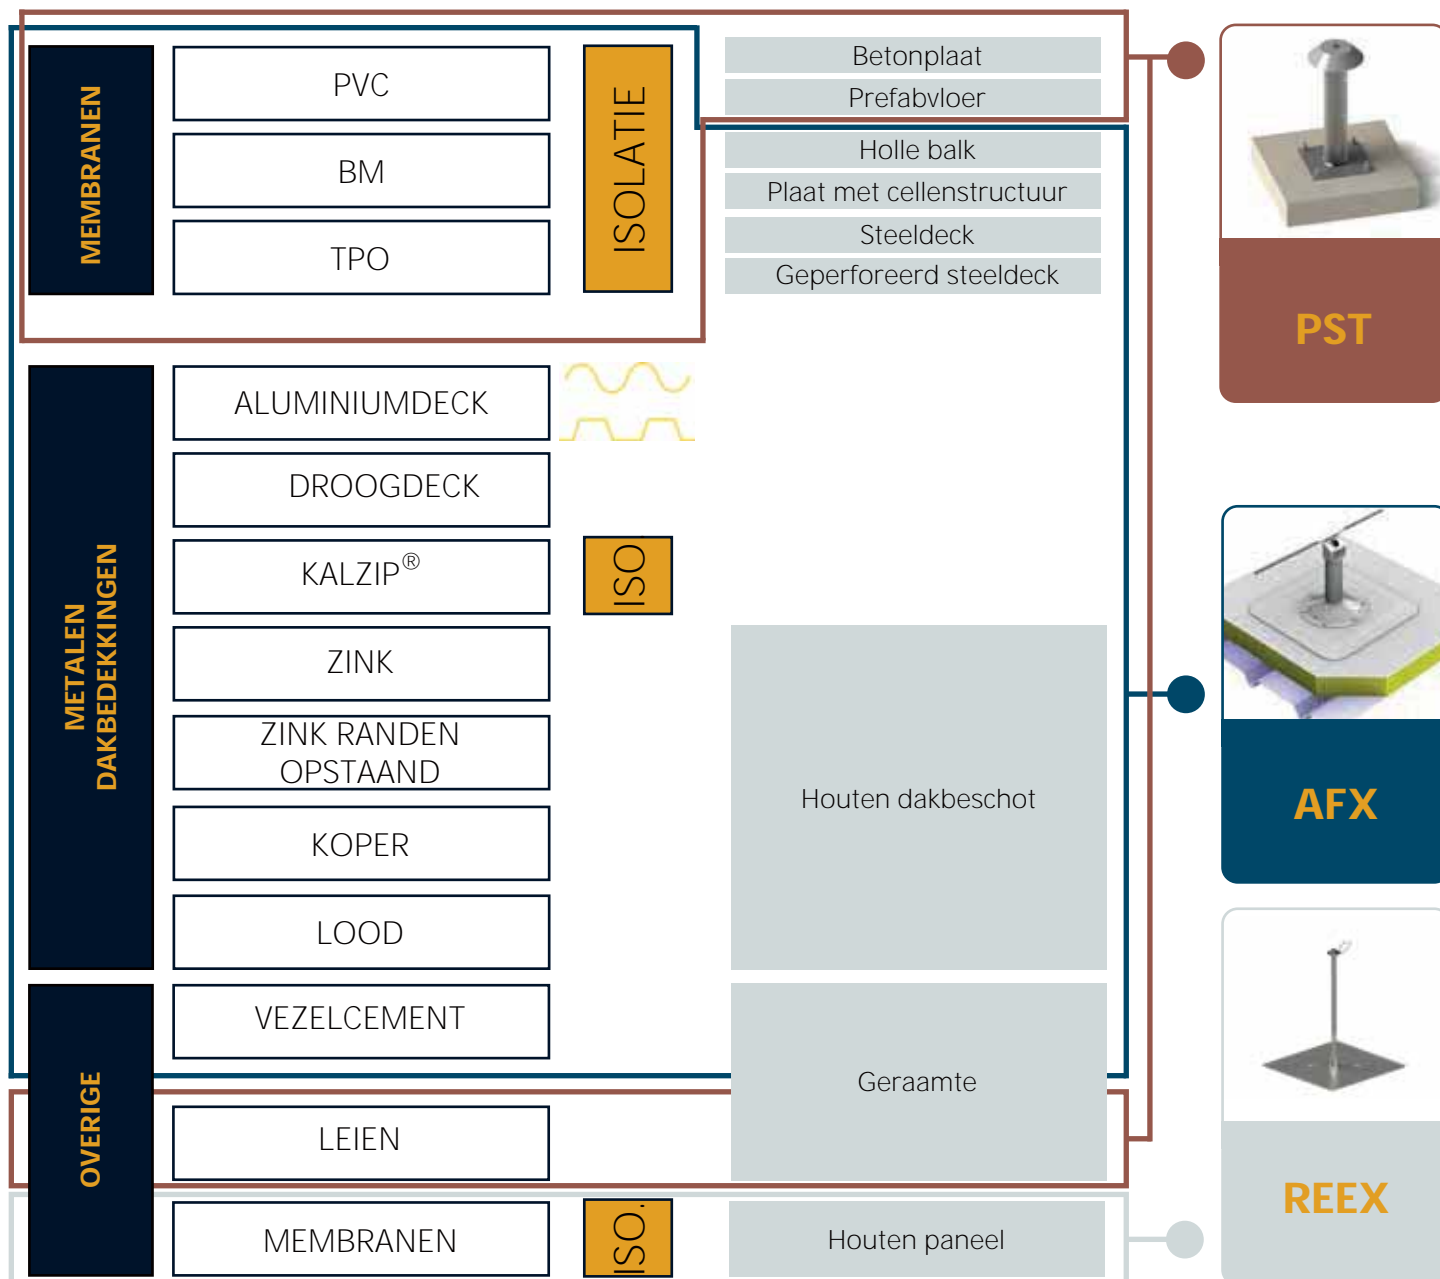 MEMBRANEN
PVC
BM
TPO
ISOLATIE
Betonplaat
Prefabvloer
Holle balk
Plaat met cellenstructuur
Steeldeck
Geperforeerd steeldeck
PST
METALEN
DAKBEDEKKINGEN
ALUMINIUMDECK
DROOGDECK
KALZIP®
ISO
ZINK
ZINK RANDEN
OPSTAAND
KOPER
LOOD
Houten dakbeschot
AFX
OVERIGE
VEZELCEMENT
LEIEN
Geraamte
MEMBRANEN
ISO.
Houten paneel
REEX